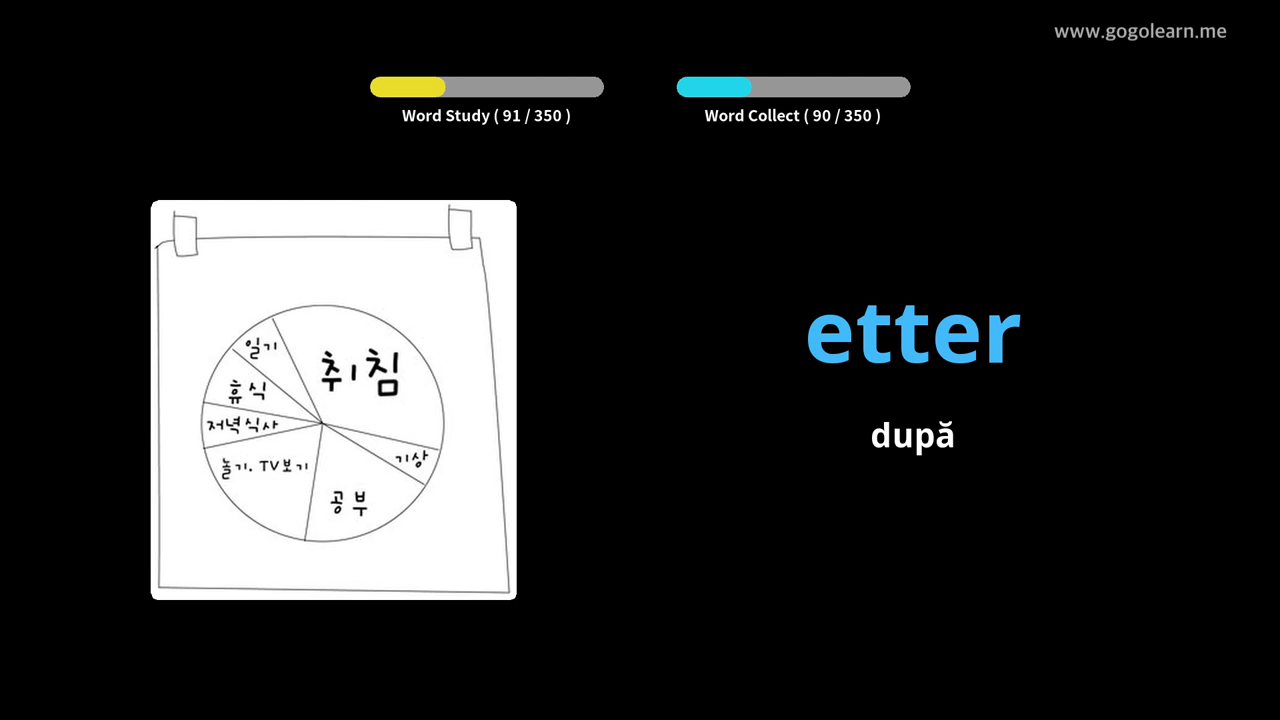 www.gogolearn.me
Word Study ( 91 / 350 )
Word Collect ( 90 / 350 )
일기
취침
휴식
저녁식사
놀기. TV보기
기상
공부
etter
după